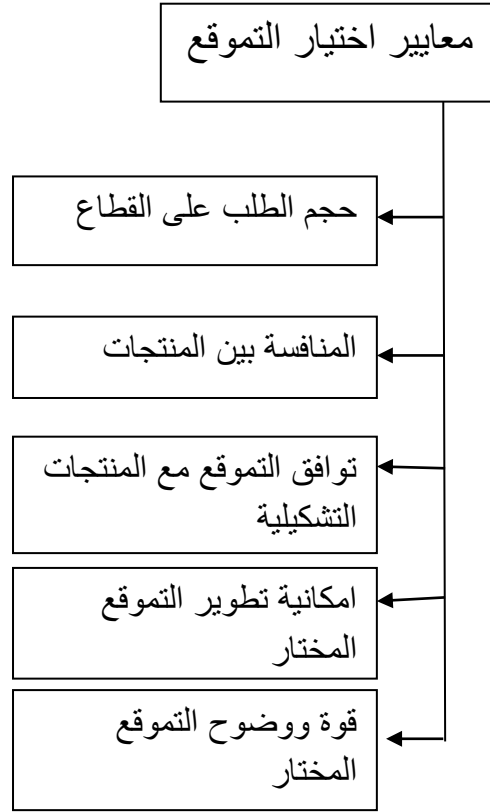 معايير اختيار التموقع
حجم الطلب على القطاع
المنافسة بين المنتجات
توافق التموقع مع المنتجات
التشكيلية
امكانية تطوير التموقع
المختار
قوة ووضوح التموقع
المختار